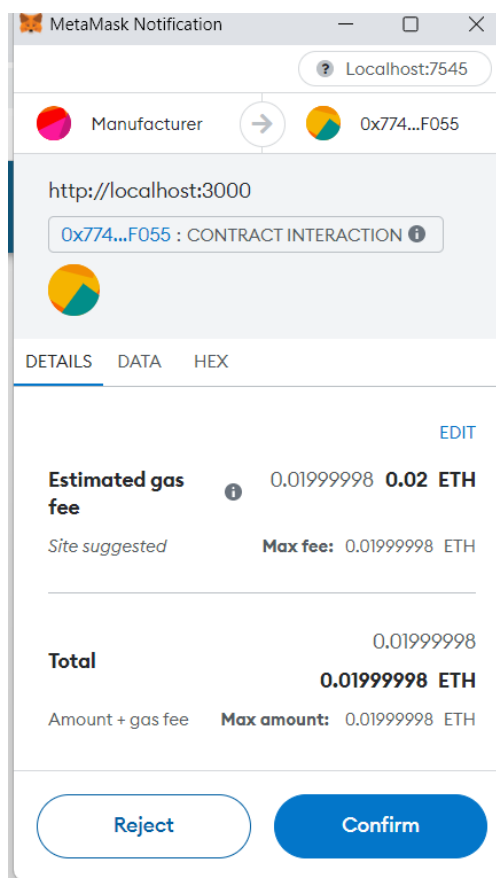 MetaMask Notification
Localhost:7545
Manufacturer
0x774...F055
http://localhost:3000
0x774...F055 : CONTRACT INTERACTION
DETAILS DATA HEX
EDIT
Estimated gas fee
0.01999998 0.02 ETH
Site suggested
Max fee: 0.01999998 ETH
0.01999998
Total
0.01999998 ETH
Amount + gas fee
Max amount: 0.01999998 ETH
Reject
Confirm